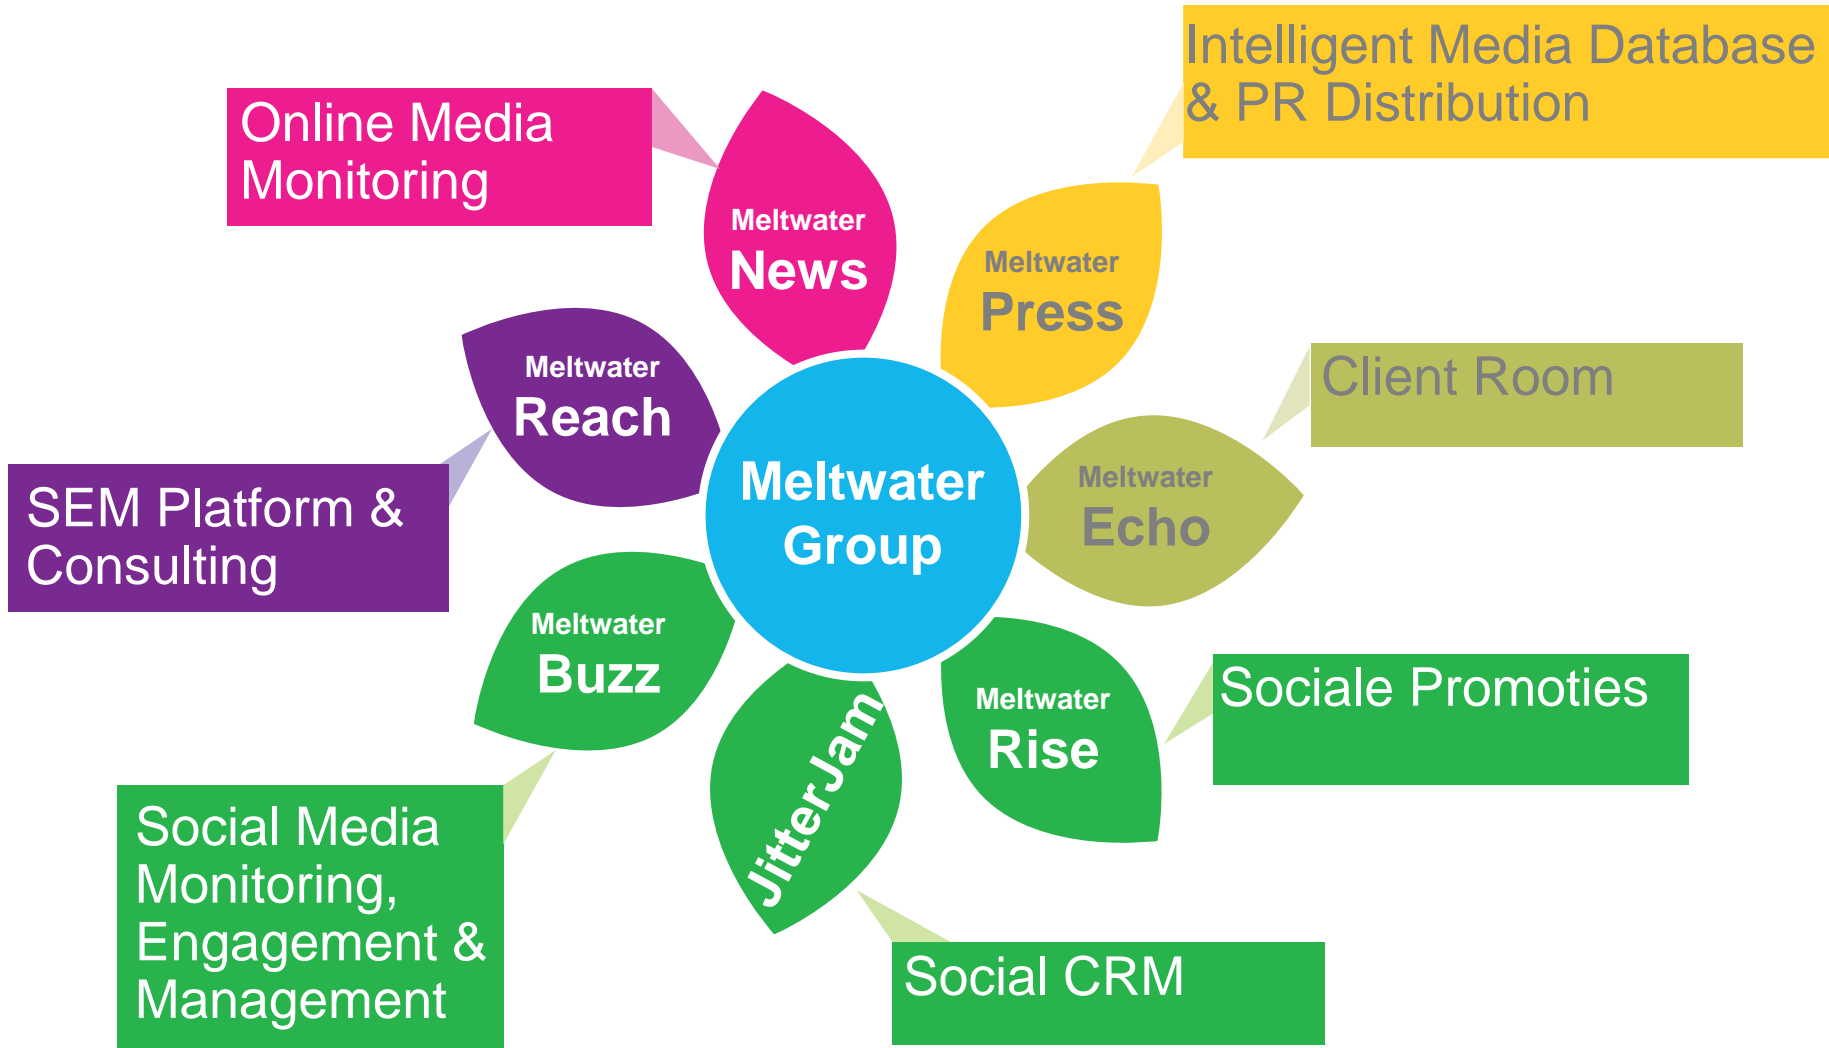 Intelligent Media Database
& PR Distribution
Online Media
Monitoring
Meltwater
News
Meltwater
Press
Client Room
Meltwater
Reach
Meltwater
Group
Meltwater
Echo
SEM Platform &
Consulting
Meltwater
Buzz
JitterJam
Meltwater
Rise
Sociale Promoties
Social Media
Monitoring,
Engagement &
Management
Social CRM